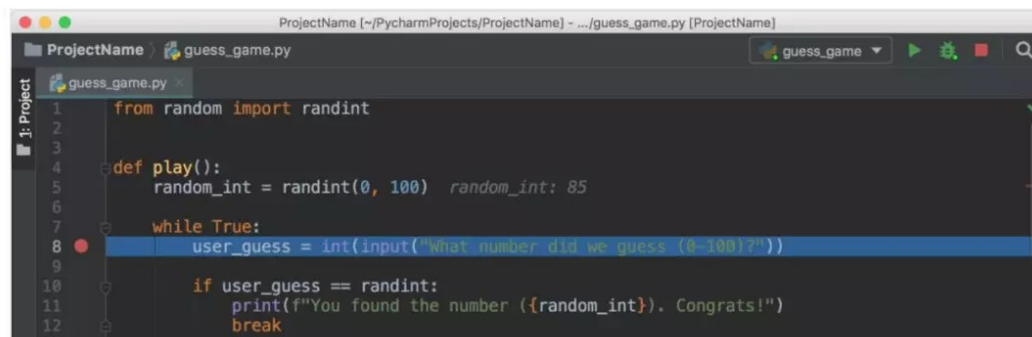 ProjectName [~/PycharmProjects/ProjectName] - .../guess_game.py [ProjectName]
ProjectName guess_game.py guess_game
guess_game.py
1: Project
1 from random import randint
2
3
4 def play():
5 random_int = randint(0, 100) random_int: 85
6
7 while True:
8 user_guess = int(input("What number did we guess (0-100)?"))
9
10 if user_guess == randint:
11 print(f"You found the number ({random_int}). Congrats!")
12 break